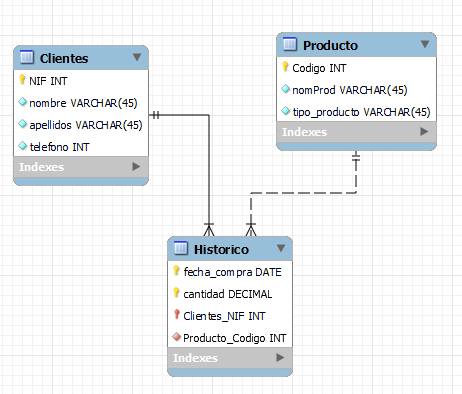 Clientes
NIF INT
nombre VARCHAR(45)
apellidos VARCHAR(45)
telefono INT
Indexes
Producto
Codigo INT
nomProd VARCHAR(45)
tipo_producto VARCHAR(45)
Indexes
Historico
fecha_compra DATE
cantidad DECIMAL
Clientes_NIF INT
Producto_Codigo INT
Indexes